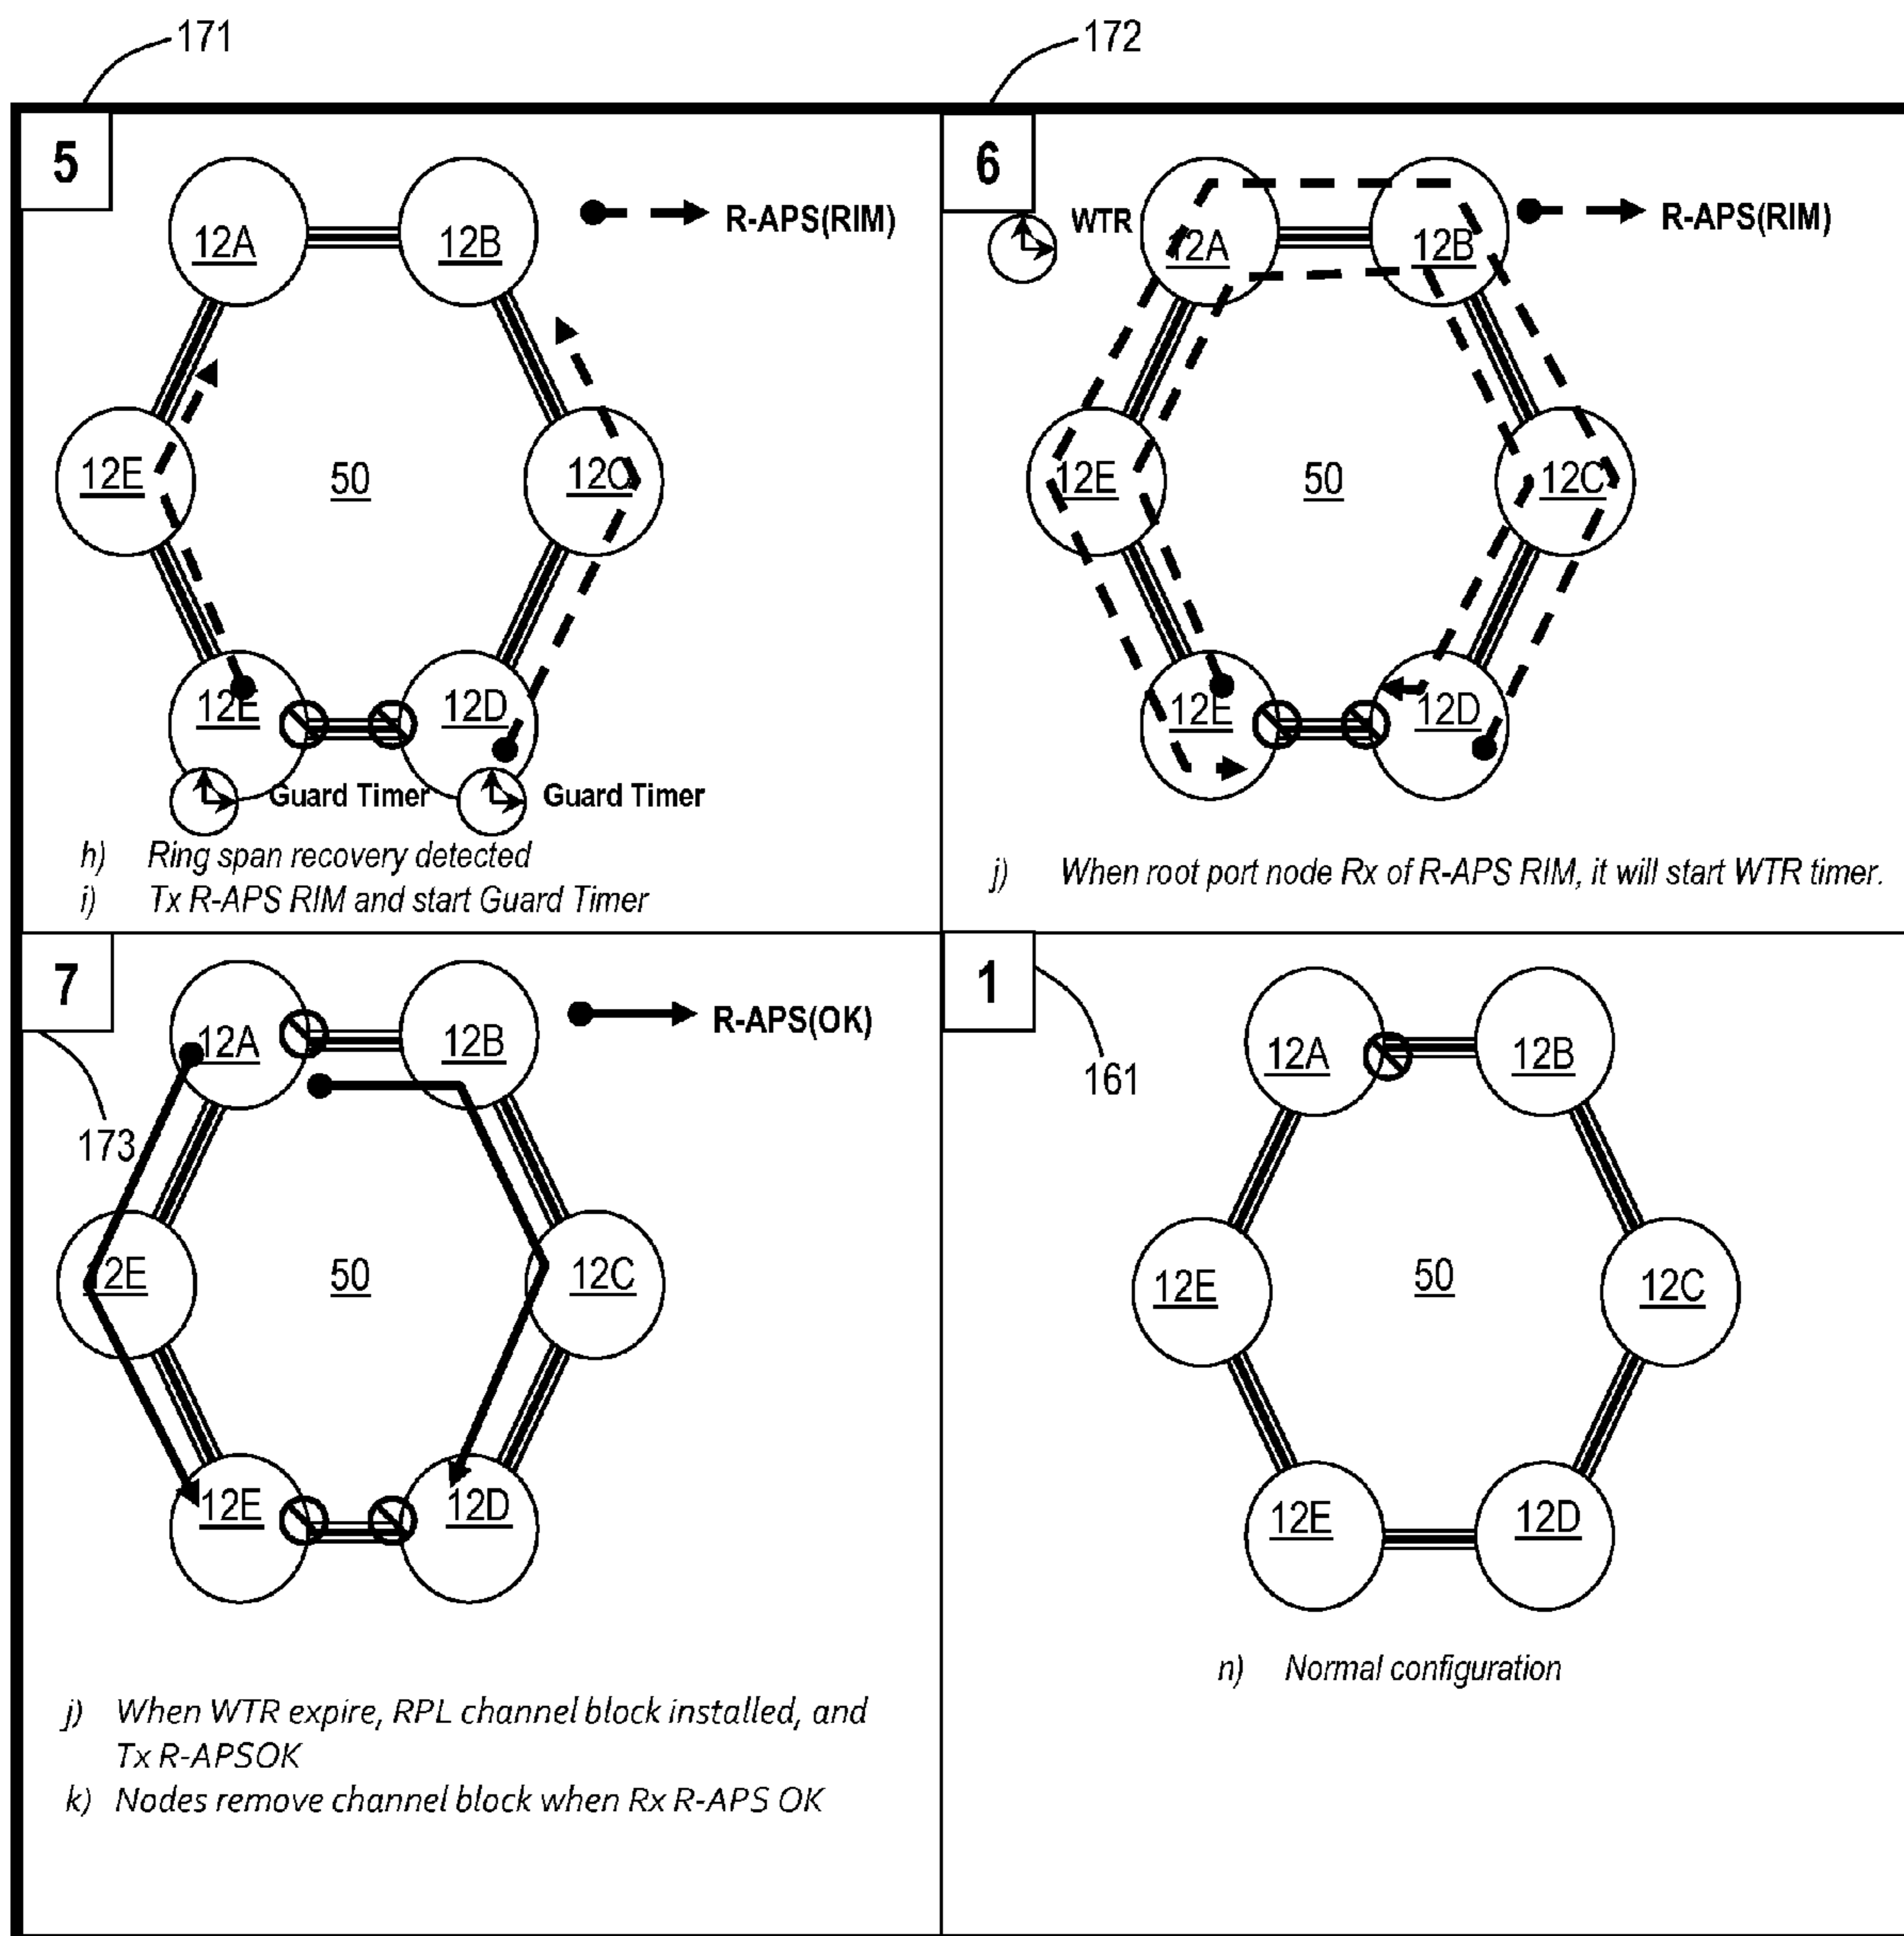 171
172
5
12A
12B
R-APS(RIM)
12E
50
12C
12E
12D
Guard Timer
Guard Timer
h) Ring span recovery detected
i) Tx R-APS RIM and start Guard Timer
6
WTR
12A
12B
R-APS(RIM)
12E
50
12C
12E
12D
j) When root port node Rx of R-APS RIM, it will start WTR timer.
7
12A
12B
R-APS(OK)
173
12E
50
12C
12E
12D
j) When WTR expire, RPL channel block installed, and
Tx R-APSOK
k) Nodes remove channel block when Rx R-APS OK
1
161
12A
12B
12E
50
12C
12E
12D
n) Normal configuration